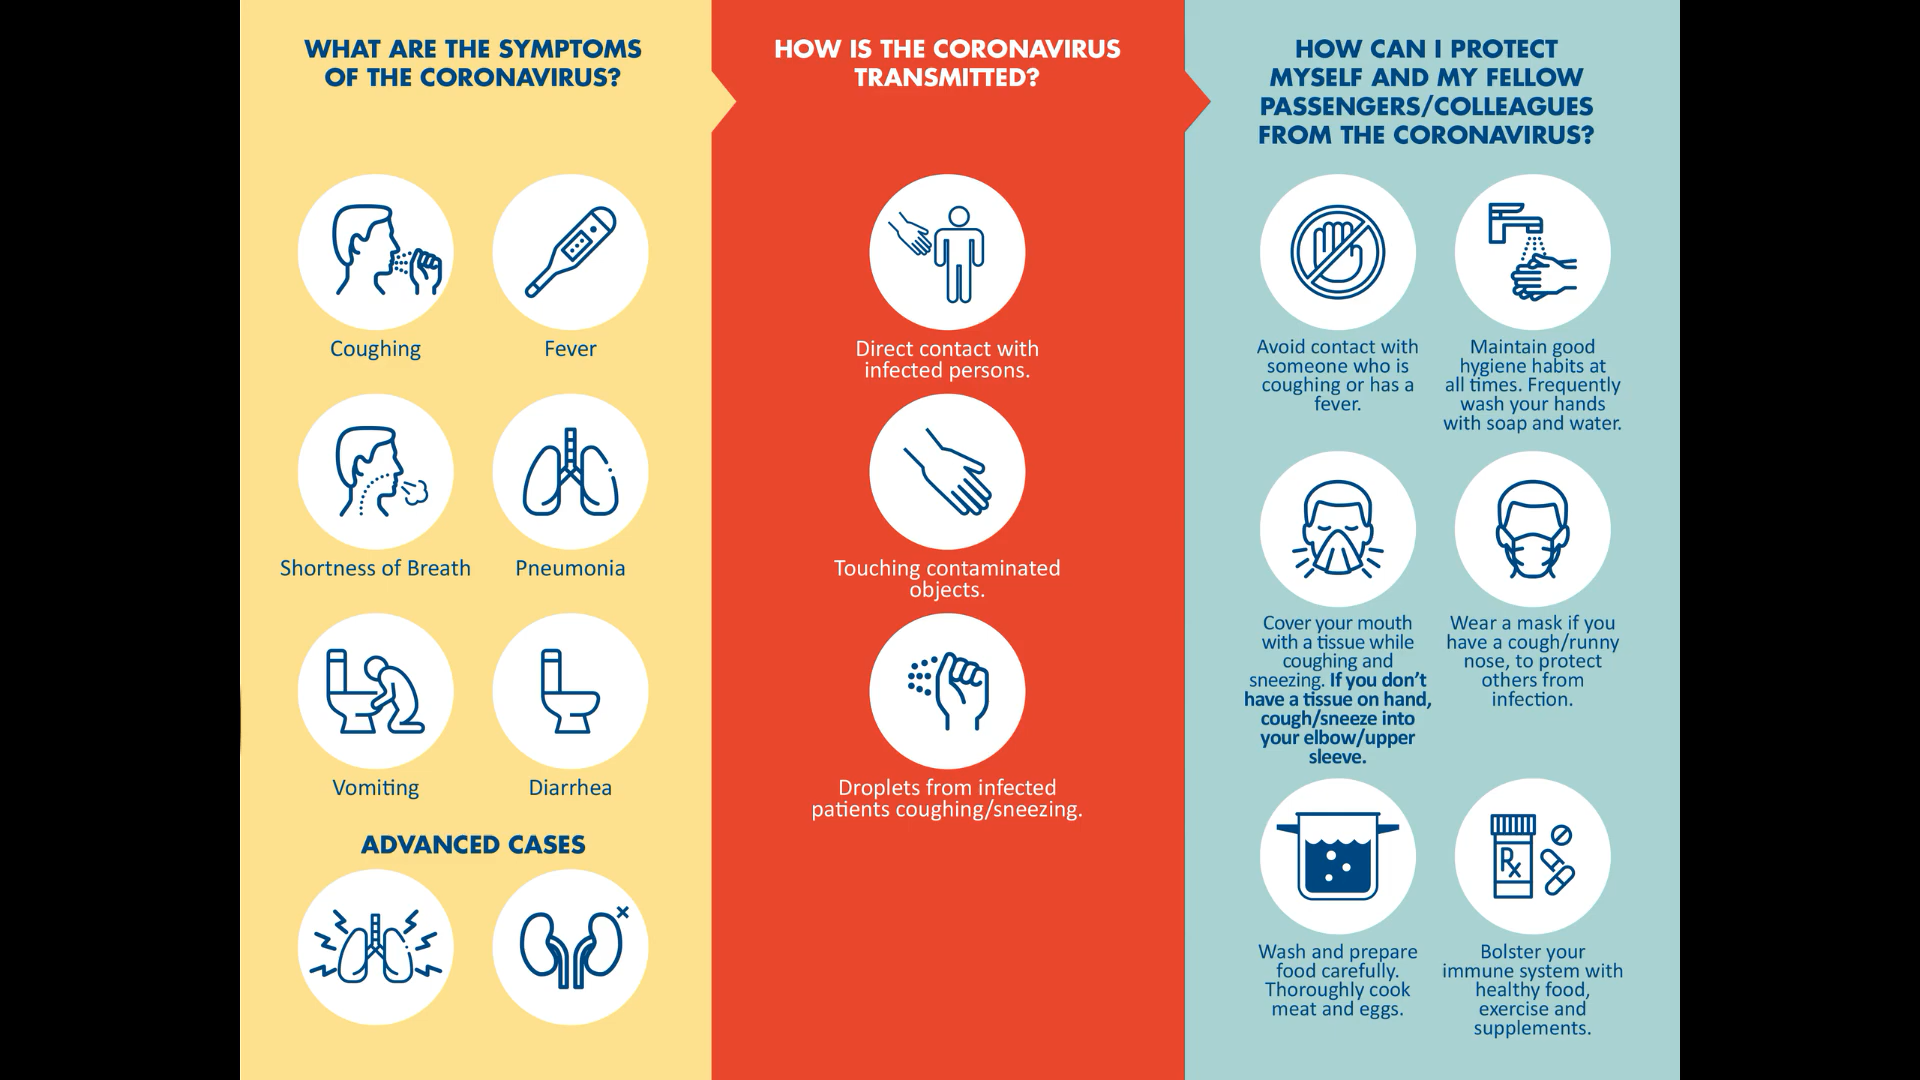 WHAT ARE THE SYMPTOMS
OF THE CORONAVIRUS?
Coughing
Fever
Shortness of Breath
Pneumonia
Vomiting
Diarrhea
ADVANCED CASES
HOW IS THE CORONAVIRUS
TRANSMITTED?
Direct contact with
infected persons.
Touching contaminated
objects.
Droplets from infected
patients coughing/sneezing.
HOW CAN I PROTECT
MYSELF AND MY FELLOW
PASSENGERS/COLLEAGUES
FROM THE CORONAVIRUS?
Avoid contact with
someone who is
coughing or has a
fever.
Maintain good
hygiene habits at
all times. Frequently
wash your hands
with soap and water.
Cover your mouth
with a tissue while
coughing and
sneezing. If you don't
have a tissue on hand,
cough/sneeze into
your elbow/upper
sleeve.
Wear a mask if you
have a cough/runny
nose, to protect
others from
infection.
Wash and prepare
food carefully.
Thoroughly cook
meat and eggs.
Rx
Bolster your
immune system with
healthy food,
exercise and
supplements.